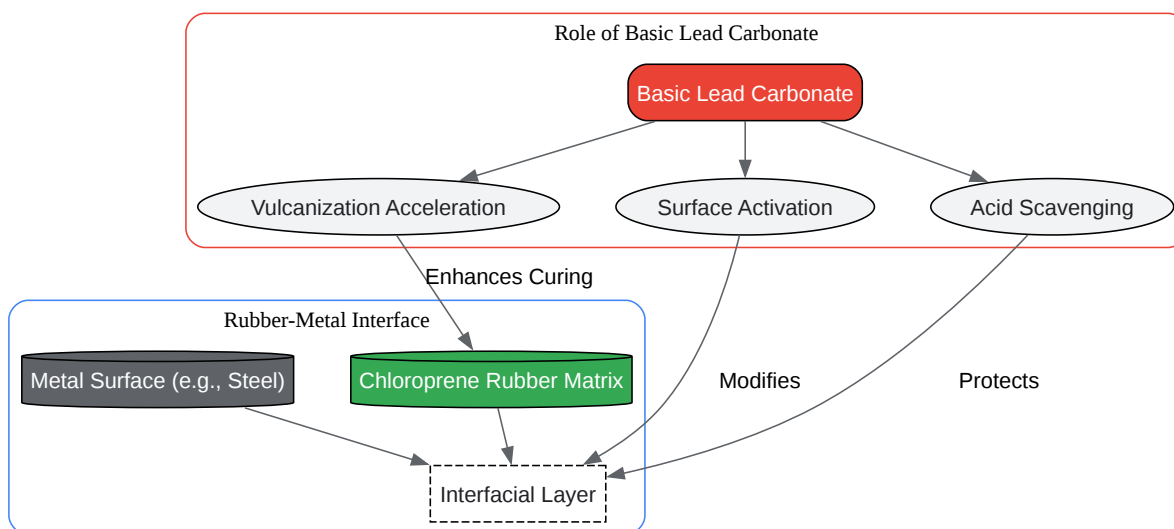 Role of Basic Lead Carbonate
Basic Lead Carbonate
Vulcanization Acceleration
Surface Activation
Acid Scavenging
Enhances Curing
Rubber-Metal Interface
Metal Surface (e.g., Steel)
Chloroprene Rubber Matrix
Modifies
Protects
Interfacial Layer